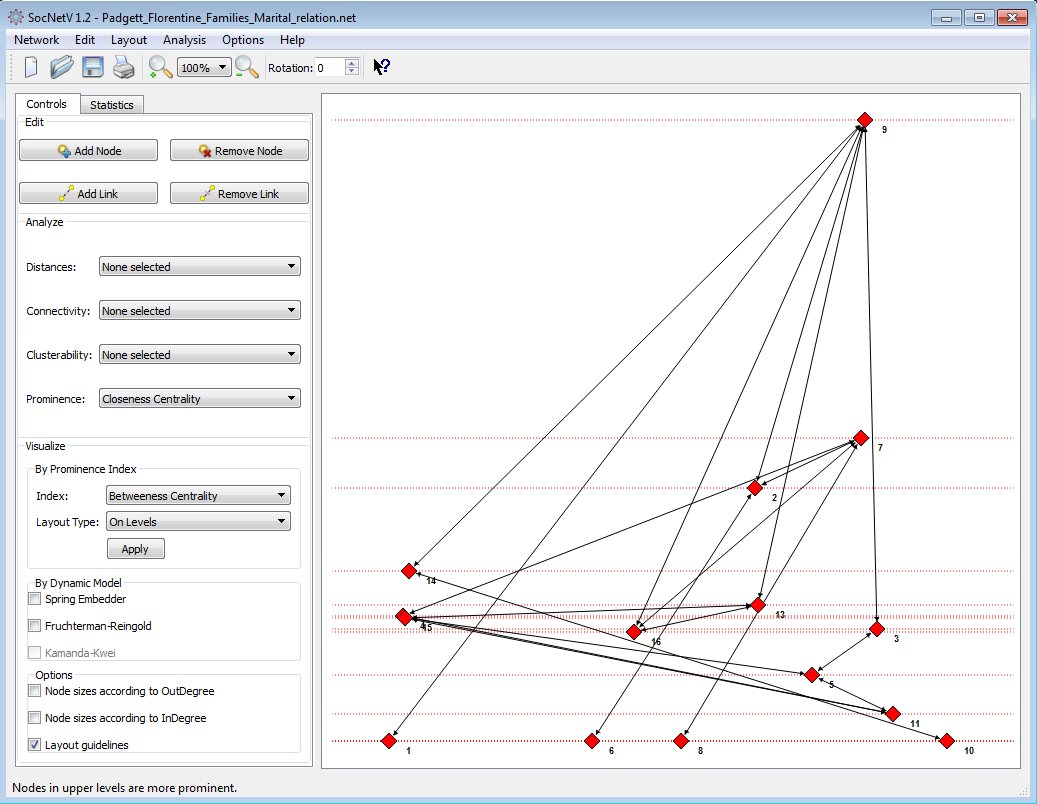 SocNetV 1.2 - Padgett_Florentine_Families_Marital_relation.net
Network Edit Layout Analysis Options Help
100% Rotation: 0
Controls Statistics
Edit
Add Node Remove Node
Add Link Remove Link
Analyze
Distances: None selected
Connectivity: None selected
Clusterability: None selected
Prominence: Closeness Centrality
Visualize
By Prominence Index
Index: Betweeness Centrality
Layout Type: On Levels
Apply
By Dynamic Model
Spring Embedder
Fruchterman-Reingold
Kamanda-Kwei
Options
Node sizes according to OutDegree
Node sizes according to InDegree
Layout guidelines
9
7
2
14
13
15
16
3
5
11
1
6
8
10
Nodes in upper levels are more prominent.